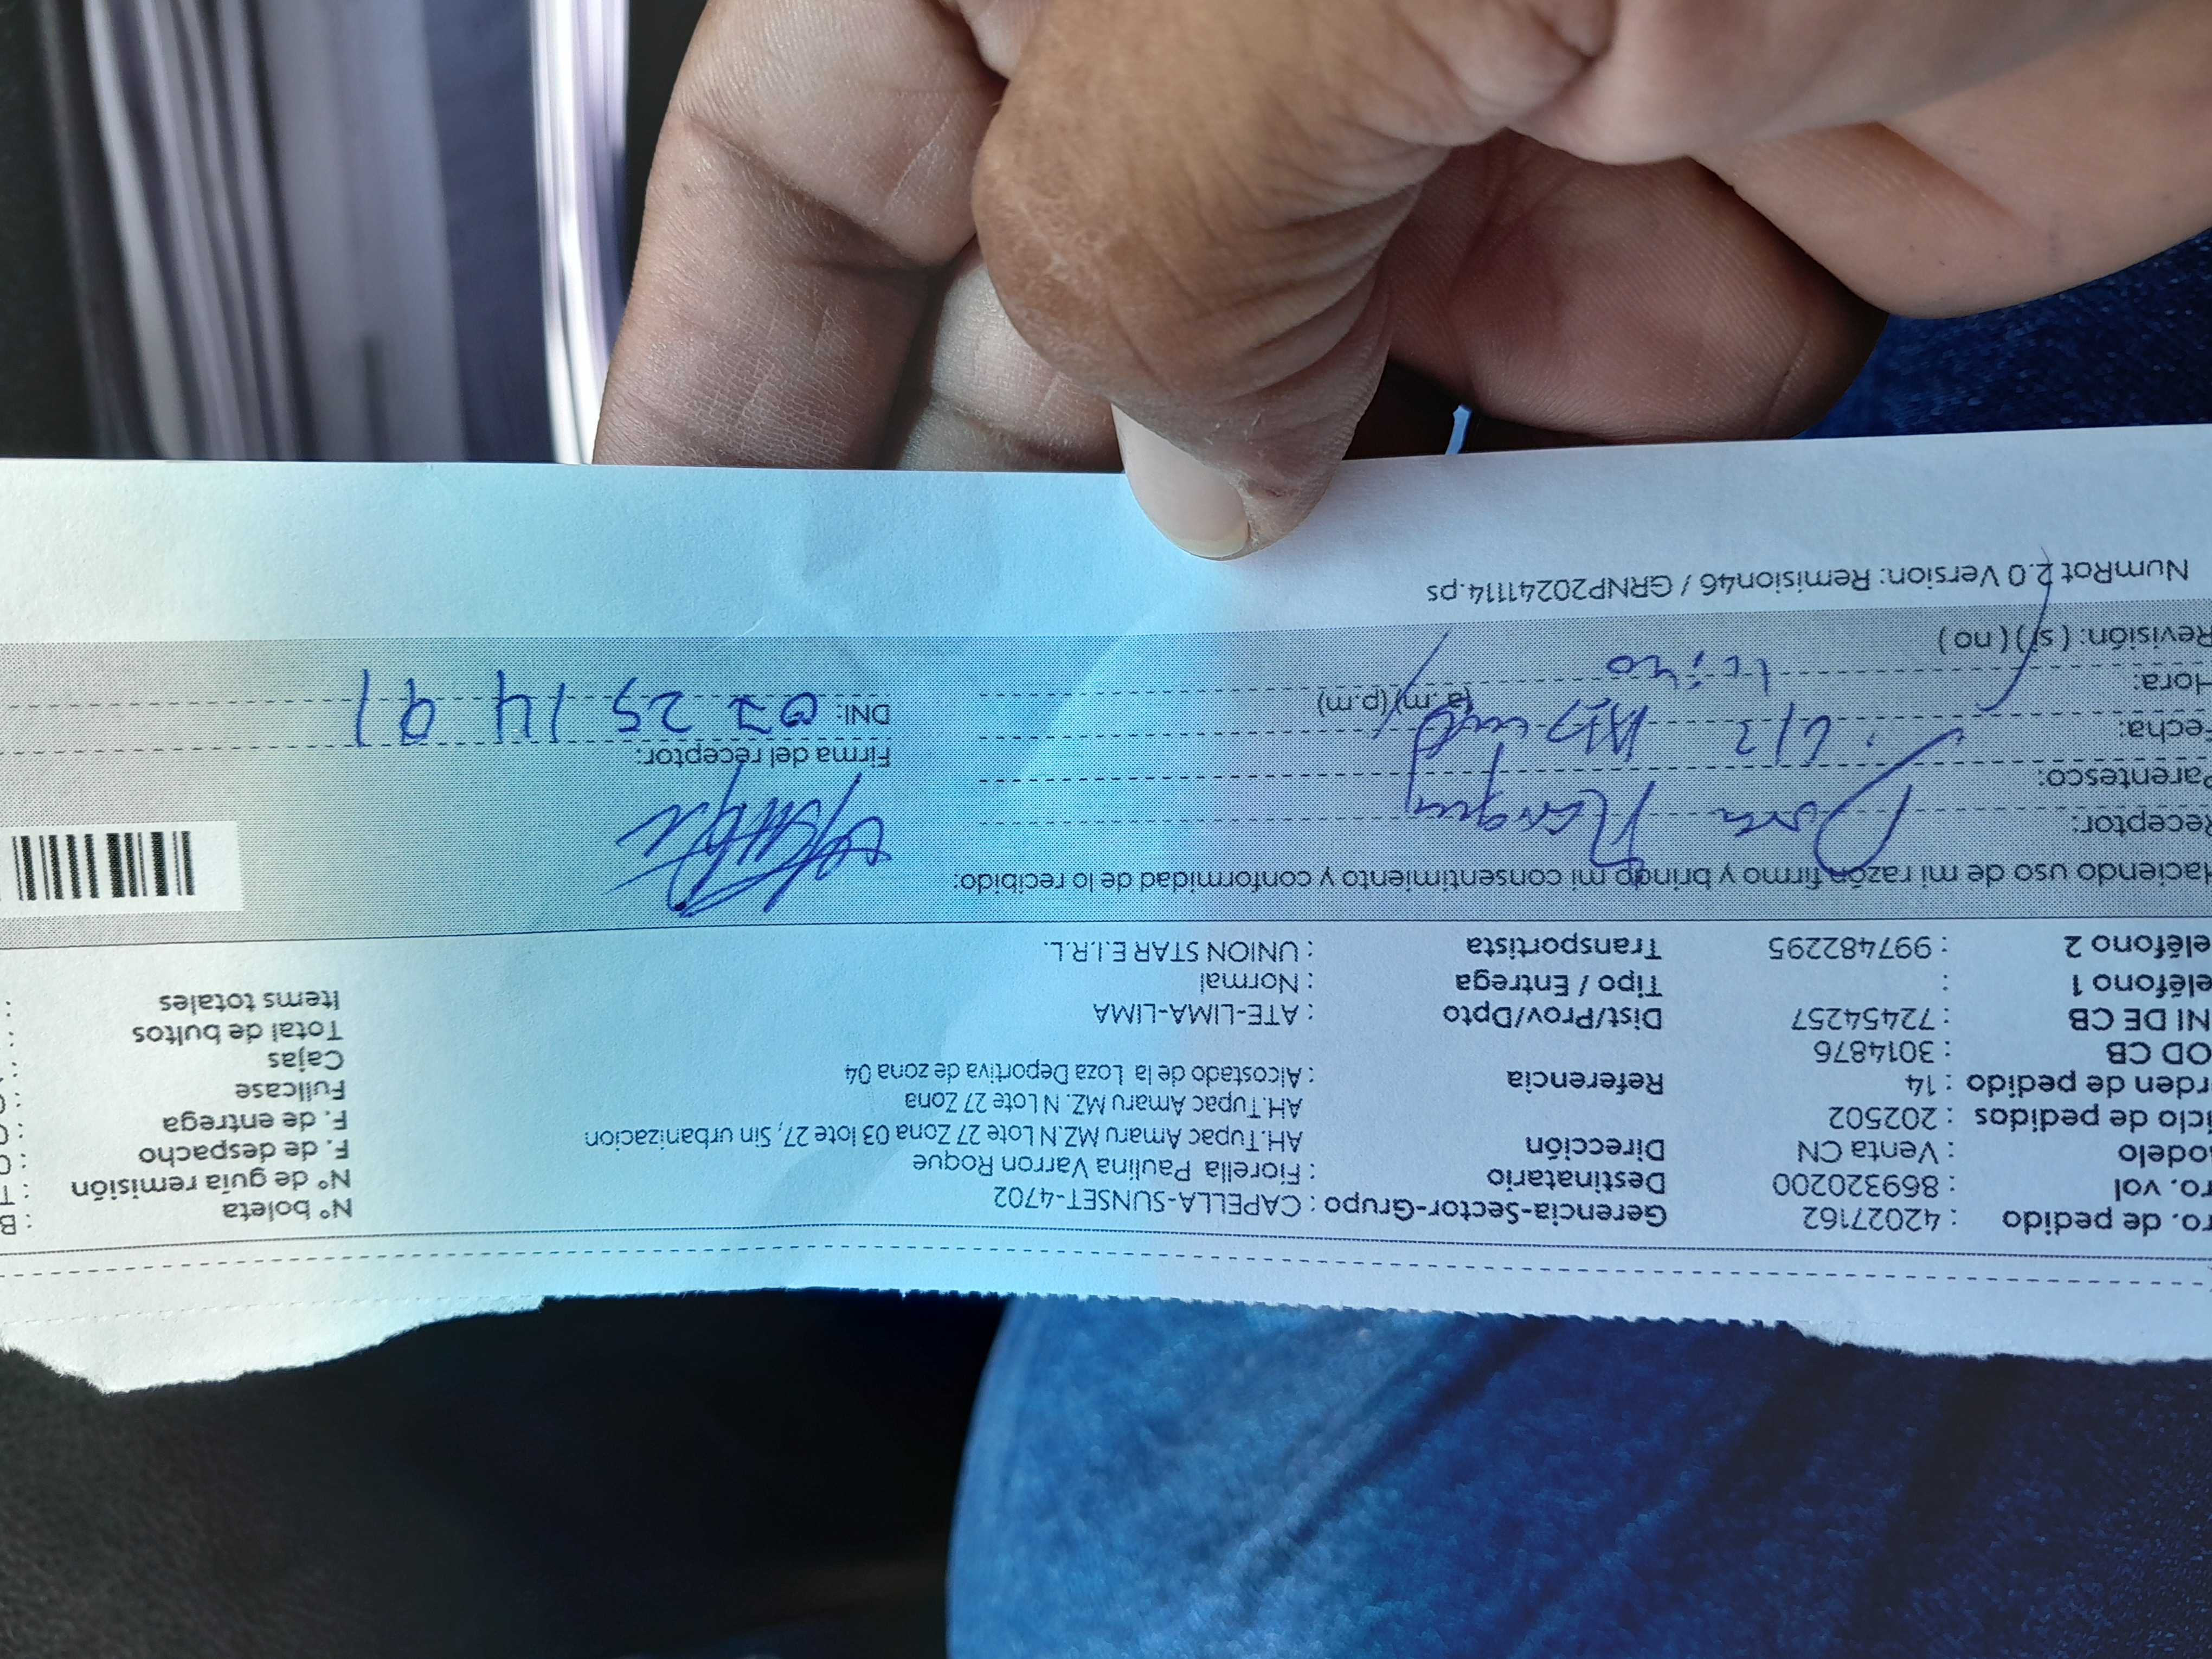 ro. de pedido : 42027162 Gerencia-Sector-Grupo : CAPELLA-SUNSET-4702 N° boleta : B
ro. vol : 869320200 Destinatario : Fiorella Paulina Varron Roque N° de guía remisión : T
odelo : Venta CN Dirección AH.Tupac Amaru MZ.N Lote 27 Zona 03 lote 27, Sin urbanizacion F. de despacho :
iclo de pedidos : 202502 AH.Tupac Amaru MZ. N Lote 27 Zona F. de entrega :
rden de pedido : 14 Referencia : Alcostado de la Loza Deportiva de zona 04 Fullcase :
OD CB : 3014876 Cajas :
NI DE CB : 72454257 Dist/Prov/Dpto : ATE-LIMA-LIMA Total de bultos :
eléfono 1 : Tipo / Entrega : Normal Items totales :
eléfono 2 : 997482295 Transportista : UNION STAR E.I.R.L.
Haciendo uso de mi razón firmo y brindo mi consentimiento y conformidad de lo recibido:
Receptor:
Parentesco:
Fecha: Firma del receptor:
Hora: (a.m) (p.m) DNI: 07251491
Revisión: ( si ) ( no )
NumRot 2.0 Version: Remision46 / GRNP20241114.ps